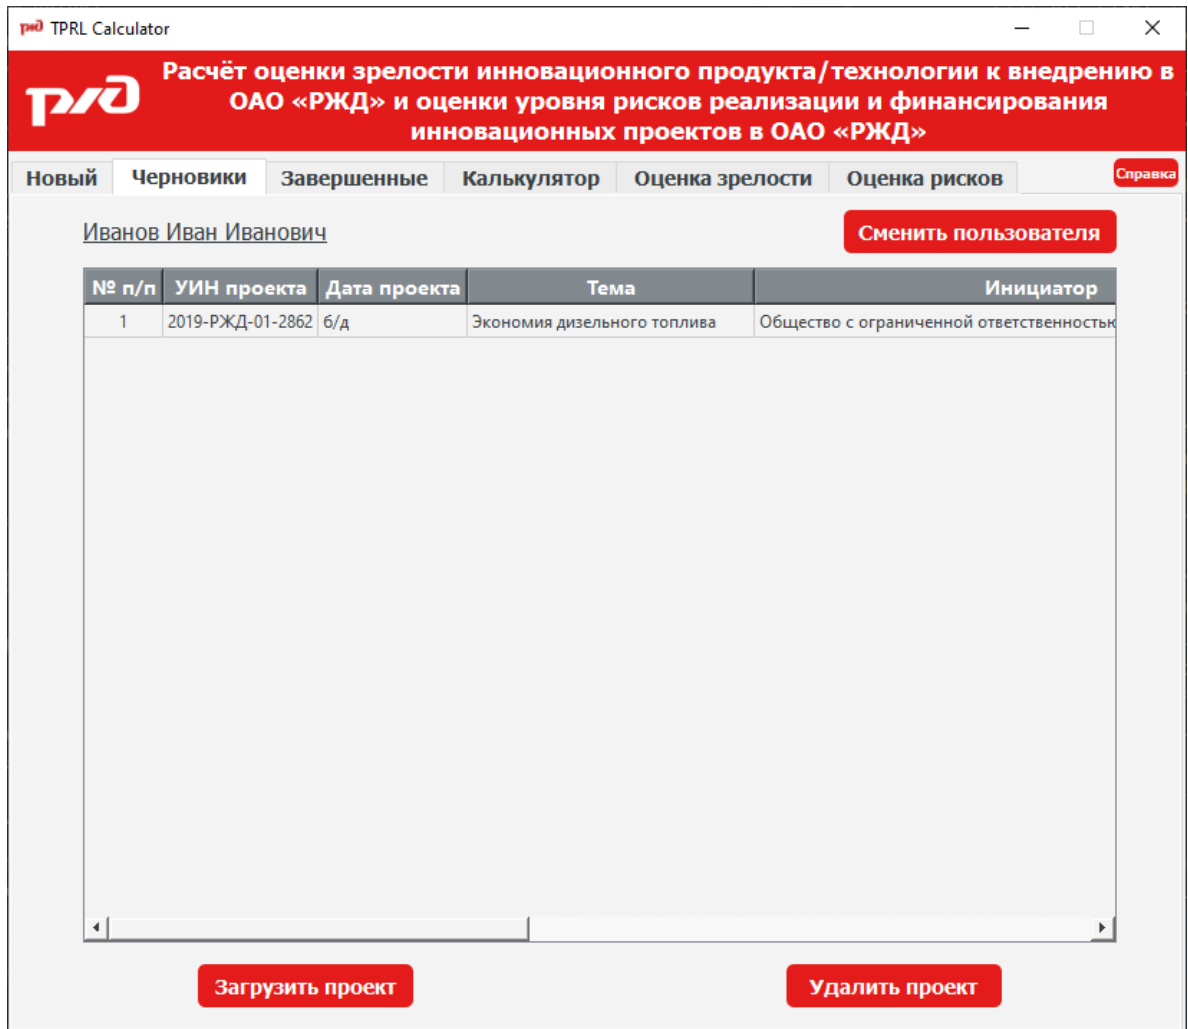 ржд TPRL Calculator
ржд
Расчёт оценки зрелости инновационного продукта/технологии к внедрению в
ОАО «РЖД» и оценки уровня рисков реализации и финансирования
инновационных проектов в ОАО «РЖД»
Новый Черновики Завершенные Калькулятор Оценка зрелости Оценка рисков Справка
Иванов Иван Иванович Сменить пользователя
№ п/п УИН проекта Дата проекта Тема Инициатор
1 2019-РЖД-01-2862 б/д Экономия дизельного топлива Общество с ограниченной ответственностью
Загрузить проект Удалить проект